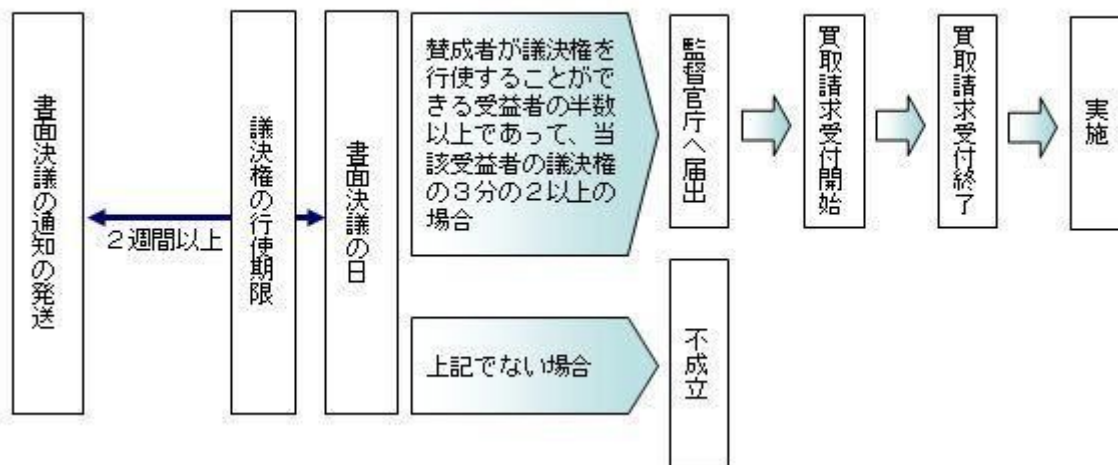 書面決議の通知の発送
２週間以上
議決権の行使期限
書面決議の日
賛成者が議決権を
行使することがで
きる受益者の半数
以上であって、当
該受益者の議決権
の３分の２以上の
場合
監督官庁へ届出
買取請求受付開始
買取請求受付終了
実施
上記でない場合
不成立